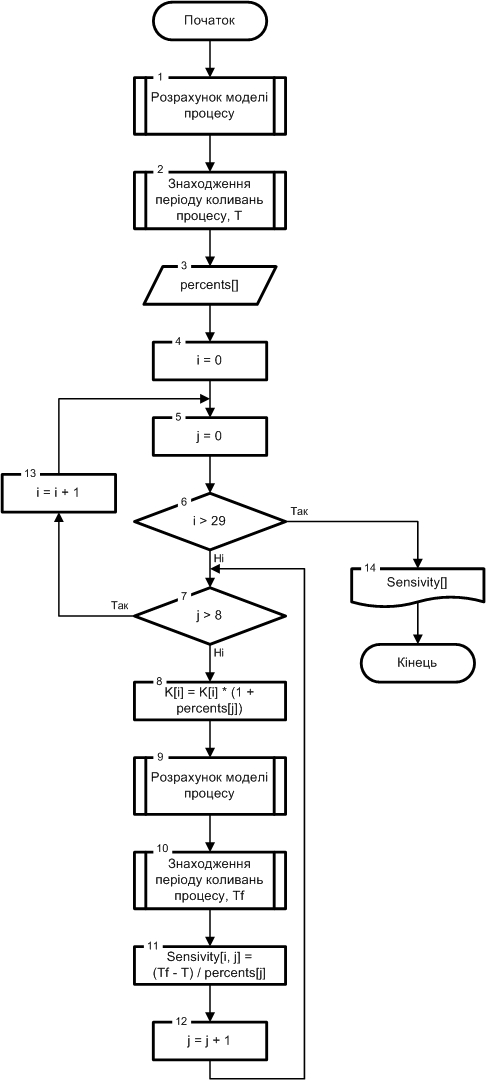 Початок
1
Розрахунок моделі
процесу
2
Знаходження
періоду коливань
процесу, T
3
percents[]
4
i = 0
5
j = 0
13
i = i + 1
6
i > 29
Так
Ні
14
Sensivity[]
7
j > 8
Так
Ні
Кінець
8
K[i] = K[i] * (1 +
percents[j])
9
Розрахунок моделі
процесу
10
Знаходження
періоду коливань
процесу, Tf
11
Sensivity[i, j] =
(Tf - T) / percents[j]
12
j = j + 1